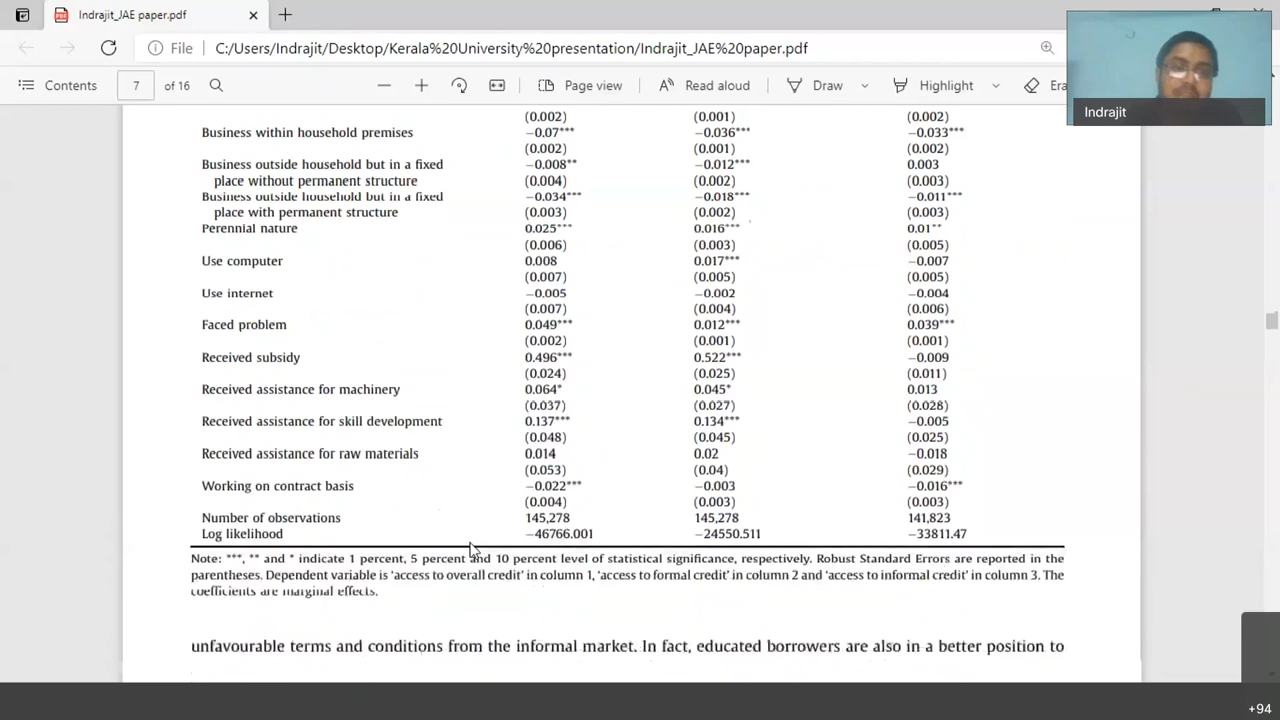 Indrajit_JAE paper.pdf
File C:/Users/Indrajit/Desktop/Kerala%20University%20presentation/Indrajit_JAE%20paper.pdf
Contents 7 of 16 Page view Read aloud Draw Highlight
Indrajit
(0.002) (0.001) (0.002)
Business within household premises −0.07*** −0.036*** −0.033***
(0.002) (0.001) (0.002)
Business outside household but in a fixed −0.008** −0.012*** 0.003
place without permanent structure (0.004) (0.002) (0.003)
Business outside household but in a fixed −0.034*** −0.018*** −0.011***
place with permanent structure (0.003) (0.002) (0.003)
Perennial nature 0.025*** 0.016*** 0.01**
(0.006) (0.003) (0.005)
Use computer 0.008 0.017*** −0.007
(0.007) (0.005) (0.005)
Use internet −0.005 −0.002 −0.004
(0.007) (0.004) (0.006)
Faced problem 0.049*** 0.012*** 0.039***
(0.002) (0.001) (0.001)
Received subsidy 0.496*** 0.522*** −0.009
(0.024) (0.025) (0.011)
Received assistance for machinery 0.064* 0.045* 0.013
(0.037) (0.027) (0.028)
Received assistance for skill development 0.137*** 0.134*** −0.005
(0.048) (0.045) (0.025)
Received assistance for raw materials 0.014 0.02 −0.018
(0.053) (0.04) (0.029)
Working on contract basis −0.022*** −0.003 −0.016***
(0.004) (0.003) (0.003)
Number of observations 145,278 145,278 141,823
Log likelihood −46766.001 −24550.511 −33811.47
Note: ***, ** and * indicate 1 percent, 5 percent and 10 percent level of statistical significance, respectively. Robust Standard Errors are reported in the
parentheses. Dependent variable is 'access to overall credit' in column 1, 'access to formal credit' in column 2 and 'access to informal credit' in column 3. The
coefficients are marginal effects.
unfavourable terms and conditions from the informal market. In fact, educated borrowers are also in a better position to
+94